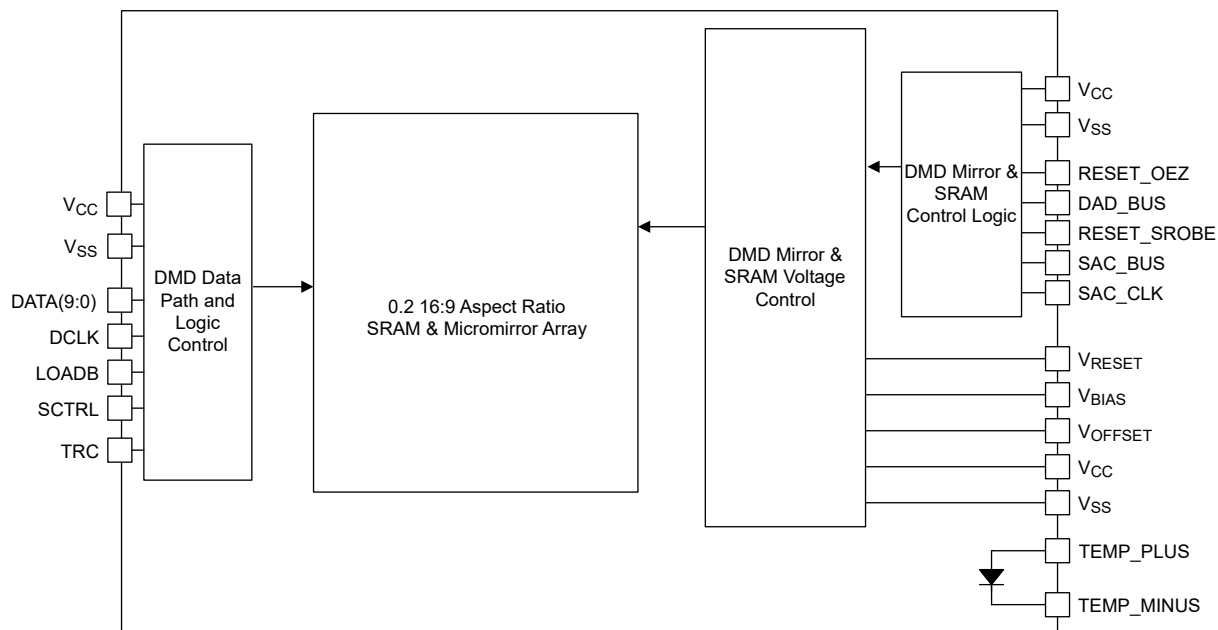 V_CC
V_SS
DATA(9:0)
DCLK
LOADB
SCTRL
TRC
DMD Data
Path and
Logic
Control
0.2 16:9 Aspect Ratio
SRAM & Micromirror Array
DMD Mirror &
SRAM Voltage
Control
DMD Mirror &
SRAM
Control Logic
V_CC
V_SS
RESET_OEZ
DAD_BUS
RESET_SROBE
SAC_BUS
SAC_CLK
V_RESET
V_BIAS
V_OFFSET
V_CC
V_SS
TEMP_PLUS
TEMP_MINUS